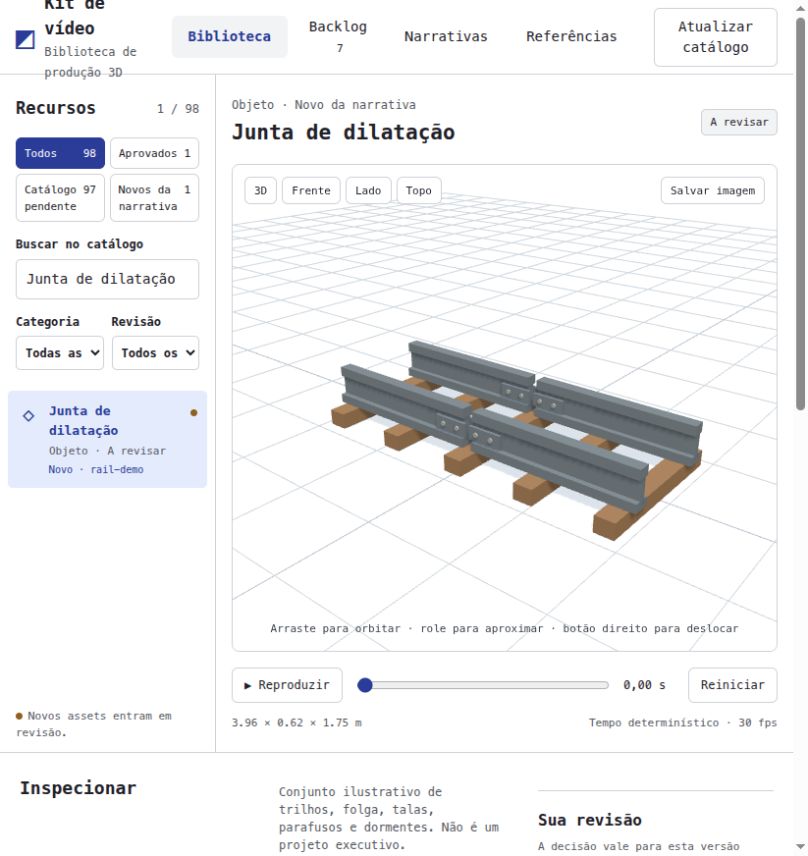 Kit de
vídeo
Biblioteca de
produção 3D
Biblioteca
Backlog
7
Narrativas
Referências
Atualizar
catálogo
Recursos
1 / 98
Todos 98
Aprovados 1
Catálogo 97
pendente
Novos da 1
narrativa
Buscar no catálogo
Junta de dilatação
Categoria
Revisão
Todas as
Todos os
Junta de
dilatação
Objeto · A revisar
Novo · rail-demo
Novos assets entram em
revisão.
Objeto · Novo da narrativa
Junta de dilatação
A revisar
3D
Frente
Lado
Topo
Salvar imagem
Arraste para orbitar · role para aproximar · botão direito para deslocar
▶ Reproduzir
0,00 s
Reiniciar
3.96 × 0.62 × 1.75 m
Tempo determinístico · 30 fps
Inspecionar
Conjunto ilustrativo de
trilhos, folga, talas,
parafusos e dormentes. Não é um
projeto executivo.
Sua revisão
A decisão vale para esta versão